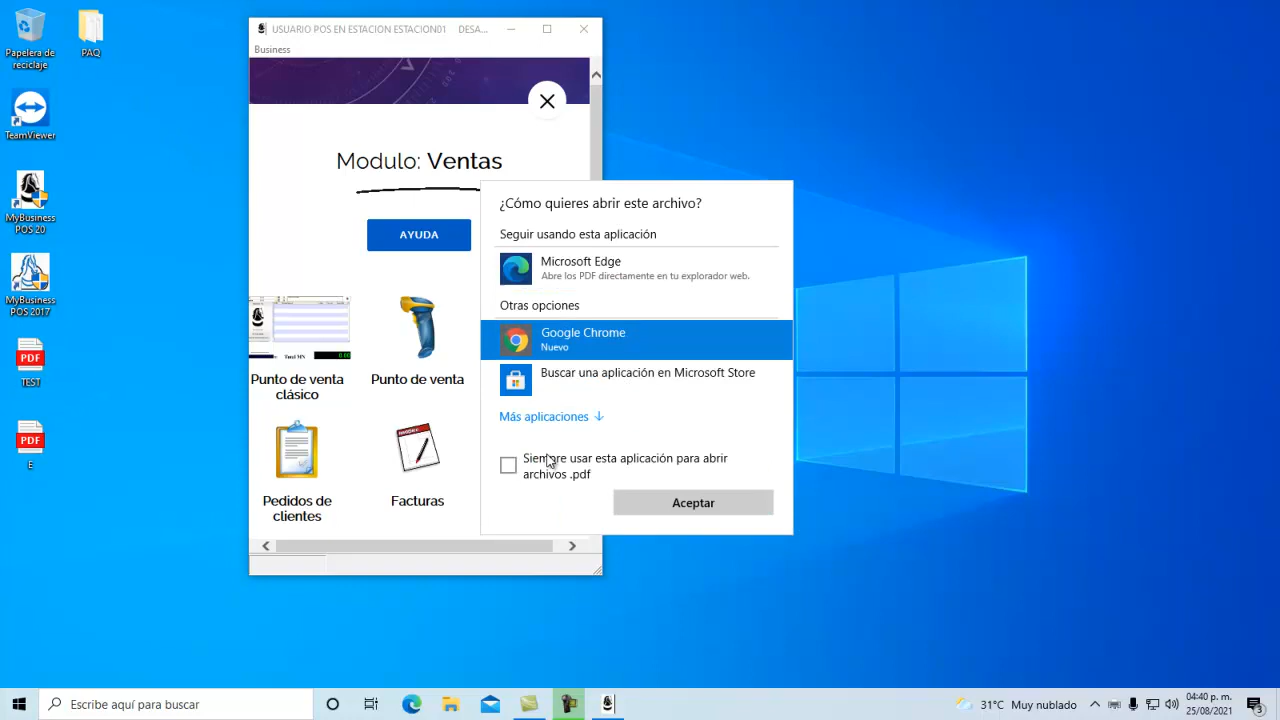 Papelera de
reciclaje
PAQ
TeamViewer
MyBusiness
POS 20
MyBusiness
POS 2017
PDF
TEST
PDF
E
USUARIO POS EN ESTACION ESTACION01 DESA...
Business
Modulo: Ventas
AYUDA
Punto de venta
clásico
Punto de venta
Pedidos de
clientes
Facturas
¿Cómo quieres abrir este archivo?
Seguir usando esta aplicación
Microsoft Edge
Abre los PDF directamente en tu explorador web.
Otras opciones
Google Chrome
Nuevo
Buscar una aplicación en Microsoft Store
Más aplicaciones
Siempre usar esta aplicación para abrir
archivos .pdf
Aceptar
Escribe aquí para buscar
31°C Muy nublado
04:40 p. m.
25/08/2021
3